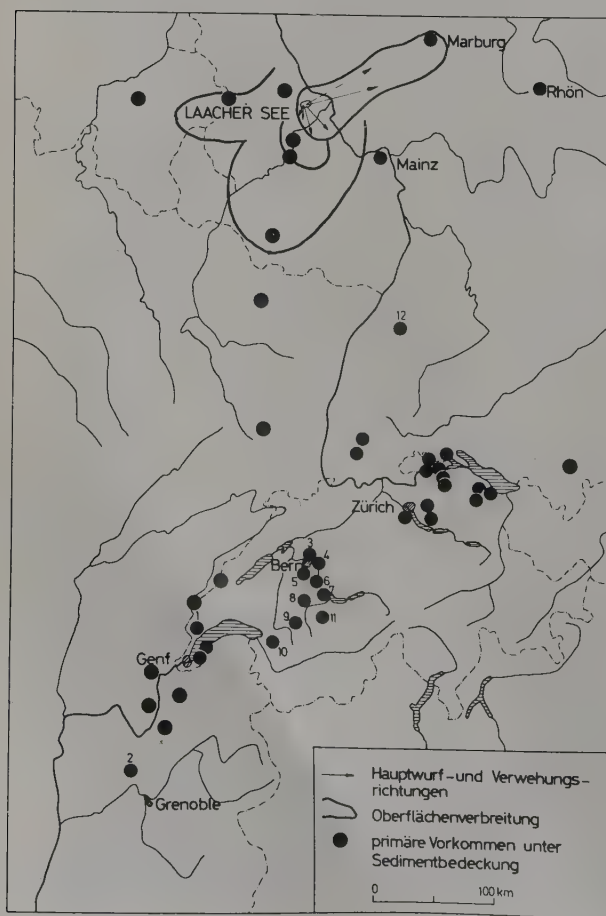 Marburg
Rhön
LAACHER SEE
Mainz
12
Zürich
3
Bern
4
5
6
7
8
9
11
10
1
Genf
2
Grenoble
Hauptwurf-und Verwehungs-
richtungen
Oberflächenverbreitung
primäre Vorkommen unter
Sedimentbedeckung
0
100 km